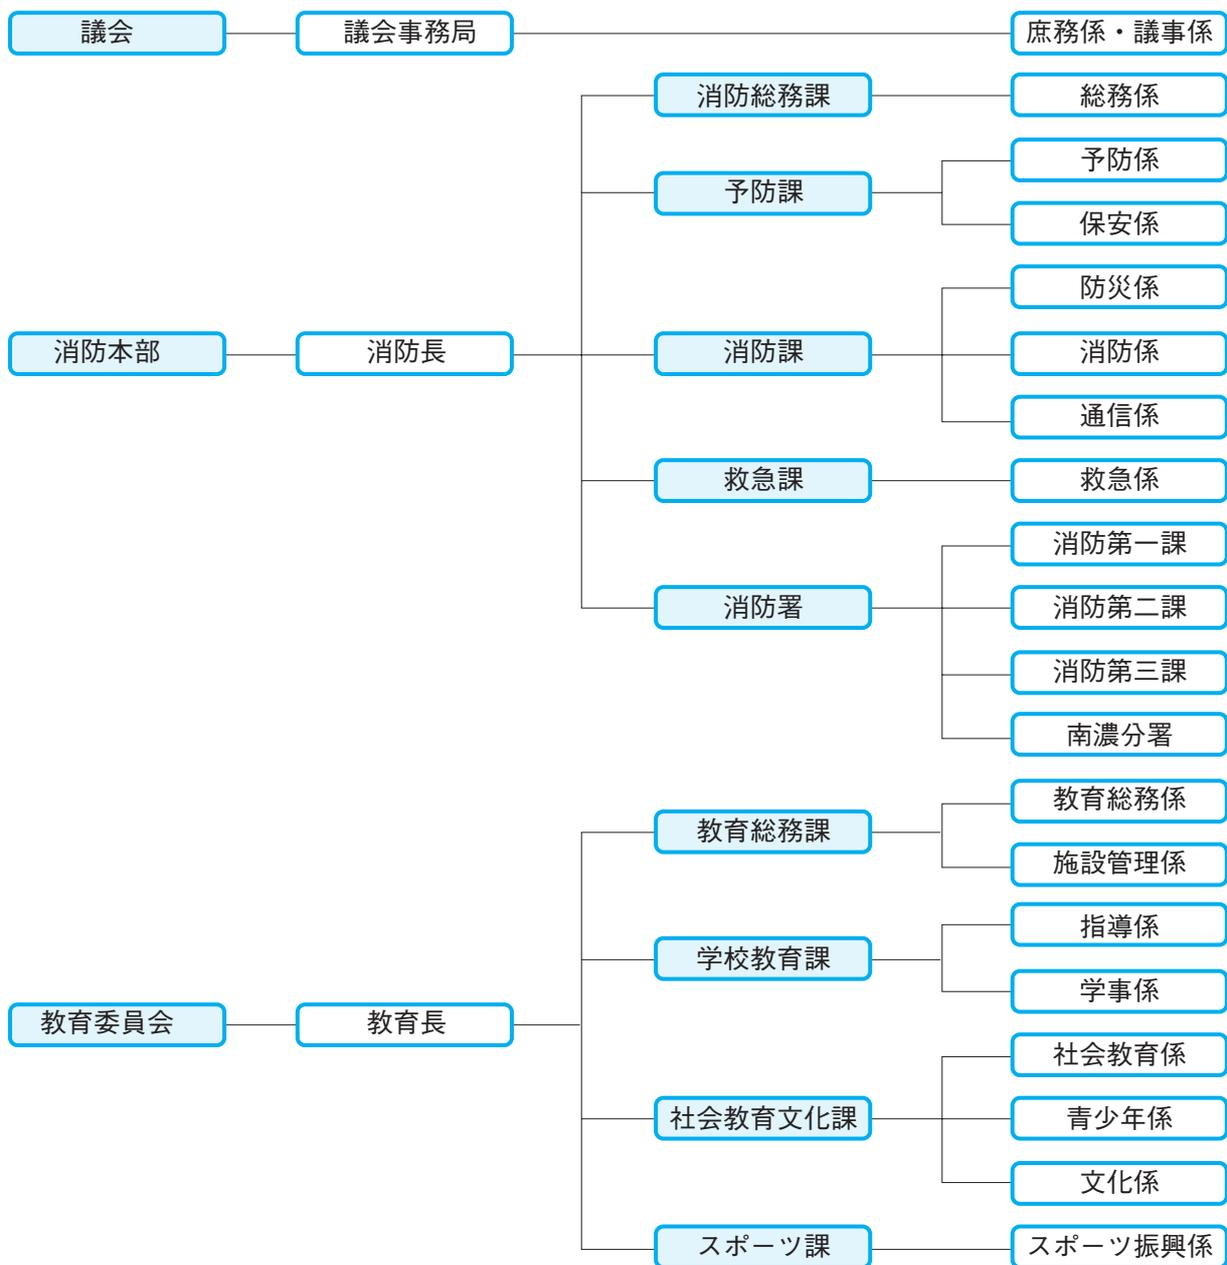 議会
議会事務局
庶務係・議事係
消防本部
消防長
消防総務課
総務係
予防課
予防係
保安係
消防課
防災係
消防係
通信係
救急課
救急係
消防署
消防第一課
消防第二課
消防第三課
南濃分署
教育委員会
教育長
教育総務課
教育総務係
施設管理係
学校教育課
指導係
学事係
社会教育文化課
社会教育係
青少年係
文化係
スポーツ課
スポーツ振興係